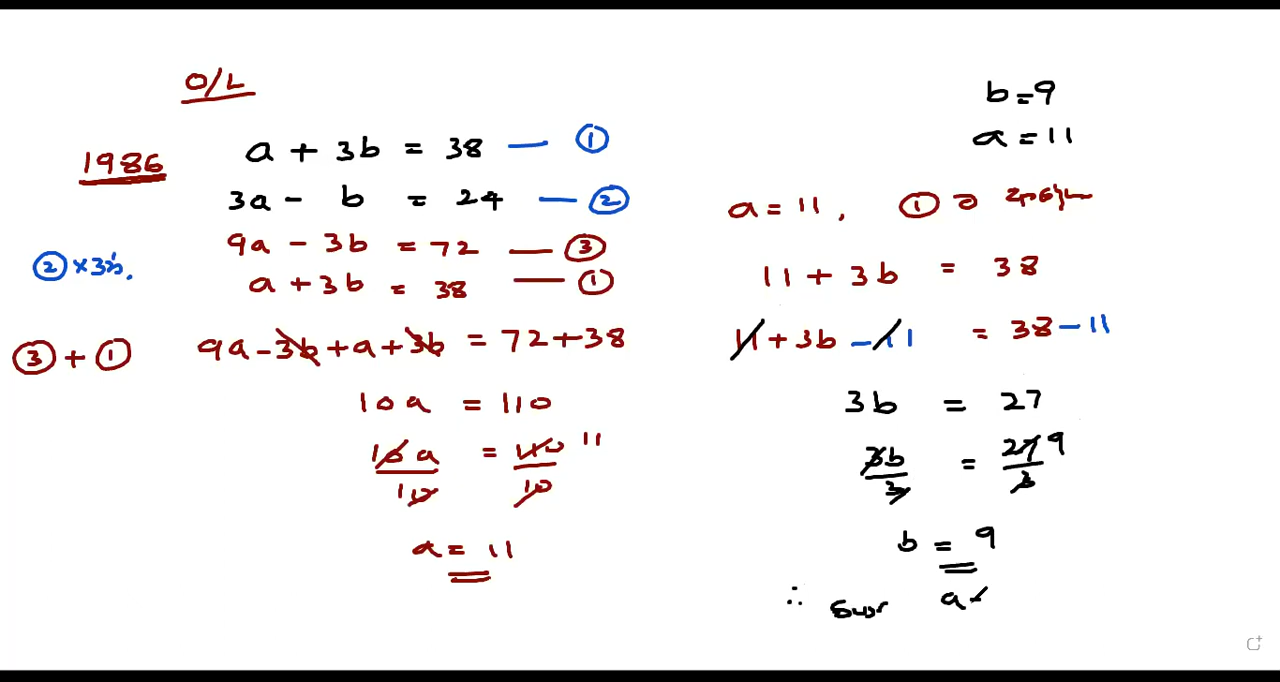 O/L
1986
a + 3b = 38 — ①
3a - b = 24 — ②
9a - 3b = 72 — ③
② ×3
a + 3b = 38 — ①
③ + ①
9a - 3b + a + 3b = 72 + 38
10a = 110
10a/10 = 110/10 11
a = 11
b = 9
a = 11
a = 11, ①
11 + 3b = 38
11 + 3b - 11 = 38 - 11
3b = 27
3b/3 = 27/3 9
b = 9
∴ a